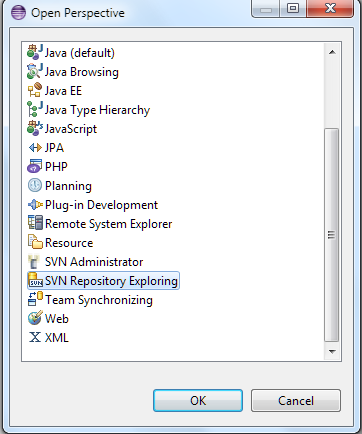 Open Perspective
Java (default)
Java Browsing
Java EE
Java Type Hierarchy
JavaScript
JPA
PHP
Planning
Plug-in Development
Remote System Explorer
Resource
SVN Administrator
SVN Repository Exploring
Team Synchronizing
Web
XML
OK
Cancel